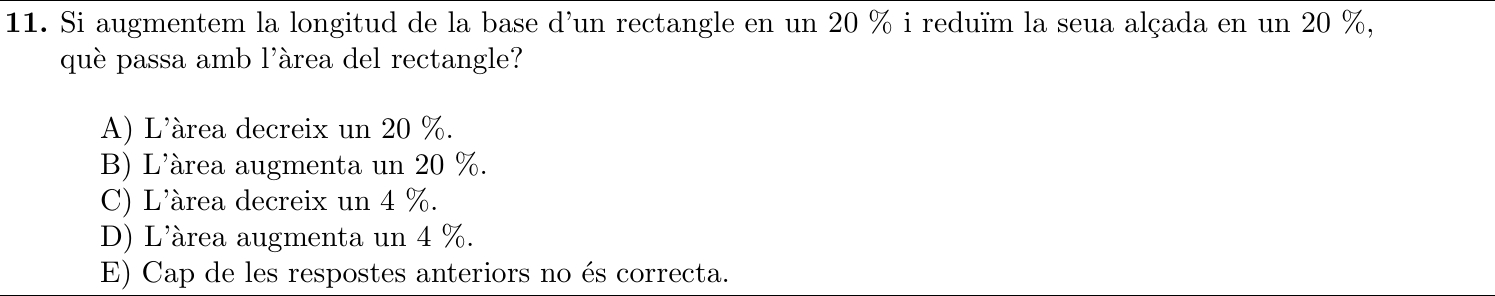 11. Si augmentem la longitud de la base d'un rectangle en un 20 % i reduïm la seua alçada en un 20 %,
què passa amb l'àrea del rectangle?
A) L'àrea decreix un 20 %.
B) L'àrea augmenta un 20 %.
C) L'àrea decreix un 4 %.
D) L'àrea augmenta un 4 %.
E) Cap de les respostes anteriors no és correcta.